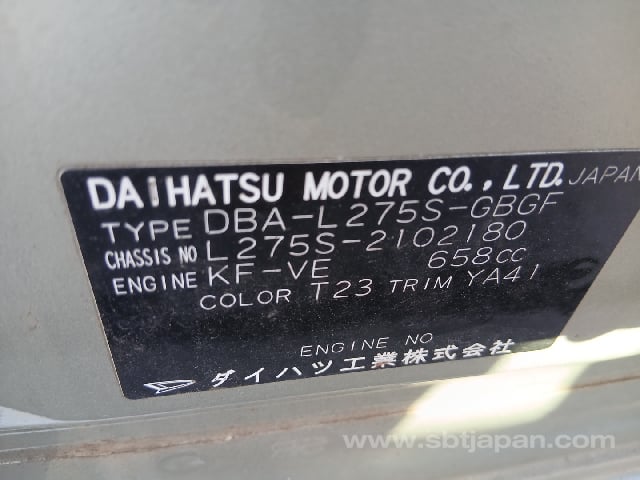 DAIHATSU MOTOR CO., LTD. JAPAN
TYPE DBA-L275S-GBGF
CHASSIS NO L275S-2102180
ENGINE KF-VE 658CC
COLOR T23 TRIM YA41
ENGINE NO
ダイハツ工業株式会社
www.sbtjapan.com